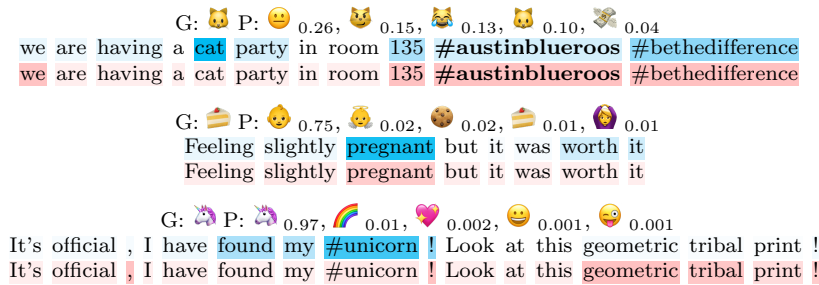 G: 🐱 P: 😐 0.26, 😼 0.15, 😹 0.13, 🐱 0.10, 💸 0.04
we are having a cat party in room 135 #austinblueroos #bethedifference
we are having a cat party in room 135 #austinblueroos #bethedifference
G: 🍰 P: 👶 0.75, 👼 0.02, 🍪 0.02, 🍰 0.01, 🙆 0.01
Feeling slightly pregnant but it was worth it
Feeling slightly pregnant but it was worth it
G: 🦄 P: 🦄 0.97, 🌈 0.01, 💖 0.002, 😀 0.001, 😜 0.001
It's official , I have found my #unicorn ! Look at this geometric tribal print !
It's official , I have found my #unicorn ! Look at this geometric tribal print !